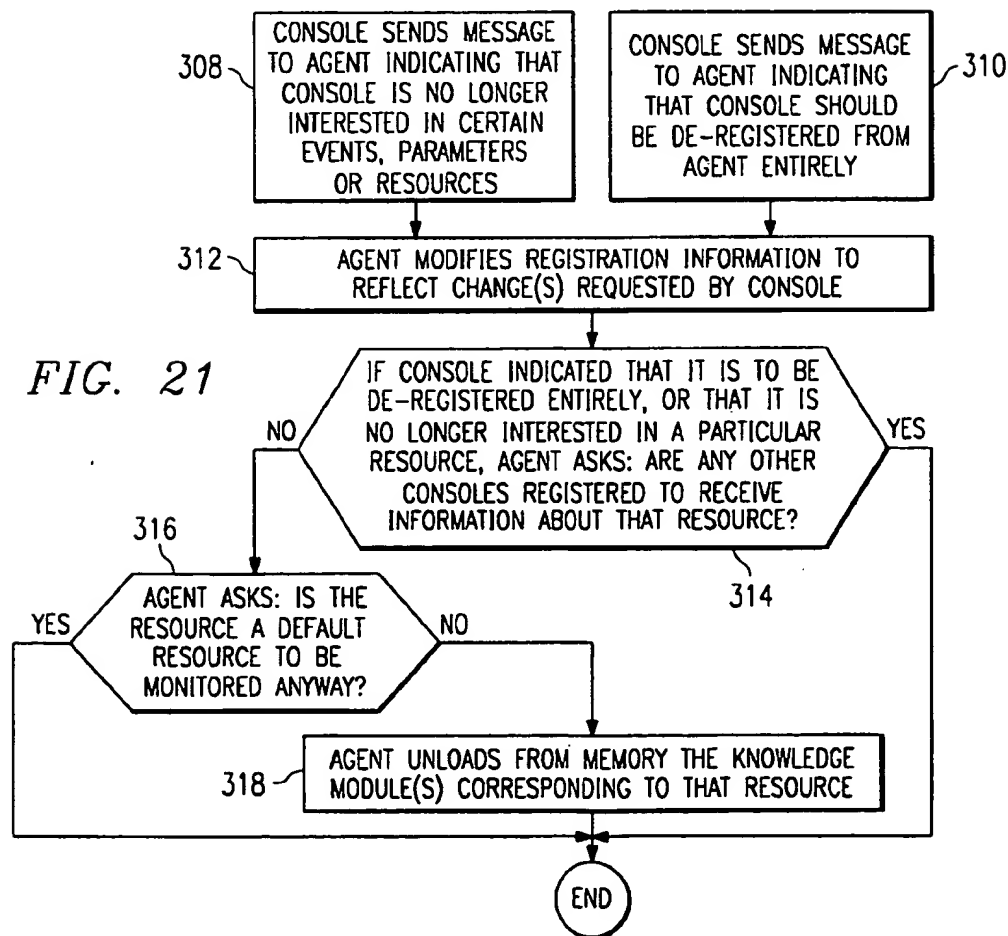 308
CONSOLE SENDS MESSAGE
TO AGENT INDICATING THAT
CONSOLE IS NO LONGER
INTERESTED IN CERTAIN
EVENTS, PARAMETERS
OR RESOURCES
CONSOLE SENDS MESSAGE
TO AGENT INDICATING
THAT CONSOLE SHOULD
BE DE-REGISTERED FROM
AGENT ENTIRELY
310
312
AGENT MODIFIES REGISTRATION INFORMATION TO
REFLECT CHANGE(S) REQUESTED BY CONSOLE
FIG. 21
IF CONSOLE INDICATED THAT IT IS TO BE
DE-REGISTERED ENTIRELY, OR THAT IT IS
NO LONGER INTERESTED IN A PARTICULAR
RESOURCE, AGENT ASKS: ARE ANY OTHER
CONSOLES REGISTERED TO RECEIVE
INFORMATION ABOUT THAT RESOURCE?
NO
YES
314
316
AGENT ASKS: IS THE
RESOURCE A DEFAULT
RESOURCE TO BE
MONITORED ANYWAY?
YES
NO
318
AGENT UNLOADS FROM MEMORY THE KNOWLEDGE
MODULE(S) CORRESPONDING TO THAT RESOURCE
END